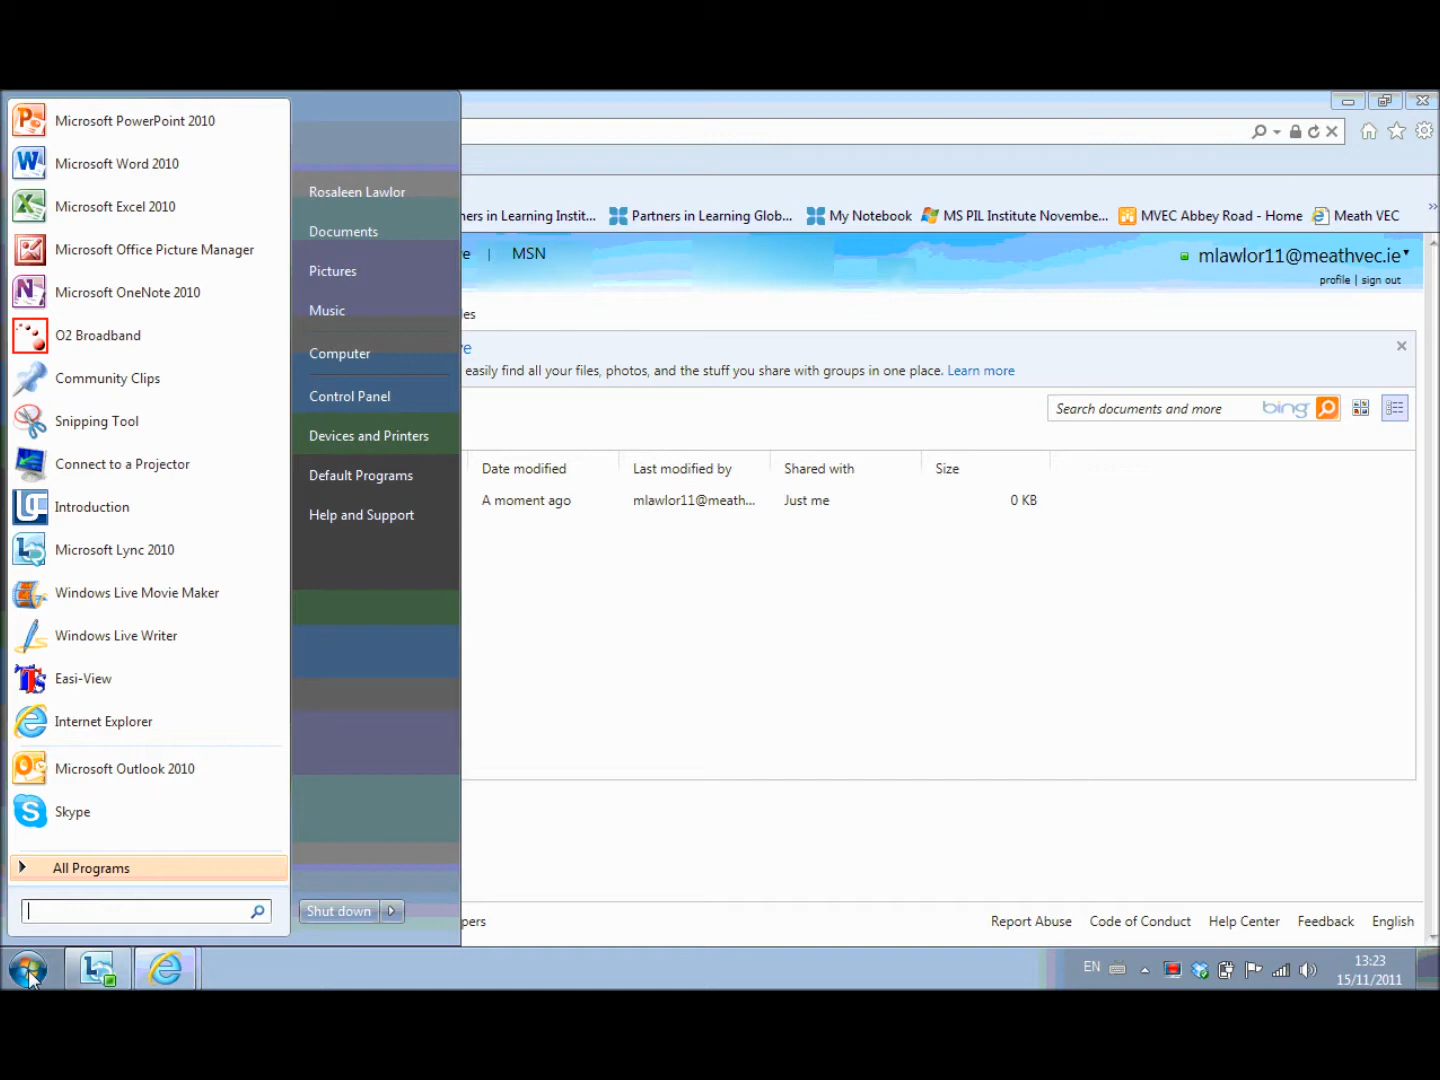 Microsoft PowerPoint 2010
Microsoft Word 2010
Microsoft Excel 2010
Microsoft Office Picture Manager
Microsoft OneNote 2010
O2 Broadband
Community Clips
Snipping Tool
Connect to a Projector
Introduction
Microsoft Lync 2010
Windows Live Movie Maker
Windows Live Writer
Easi-View
Internet Explorer
Microsoft Outlook 2010
Skype
All Programs
Rosaleen Lawlor
Documents
Pictures
Music
Computer
Control Panel
Devices and Printers
Default Programs
Help and Support
Shut down
ners in Learning Instit... Partners in Learning Glob... My Notebook MS PIL Institute Novembe... MVEC Abbey Road - Home Meath VEC
e | MSN mlawlor11@meathvec.ie
profile | sign out
es
ve
easily find all your files, photos, and the stuff you share with groups in one place. Learn more
Search documents and more bing
Date modified Last modified by Shared with Size
A moment ago mlawlor11@meath... Just me 0 KB
pers Report Abuse Code of Conduct Help Center Feedback English
EN 13:23
15/11/2011